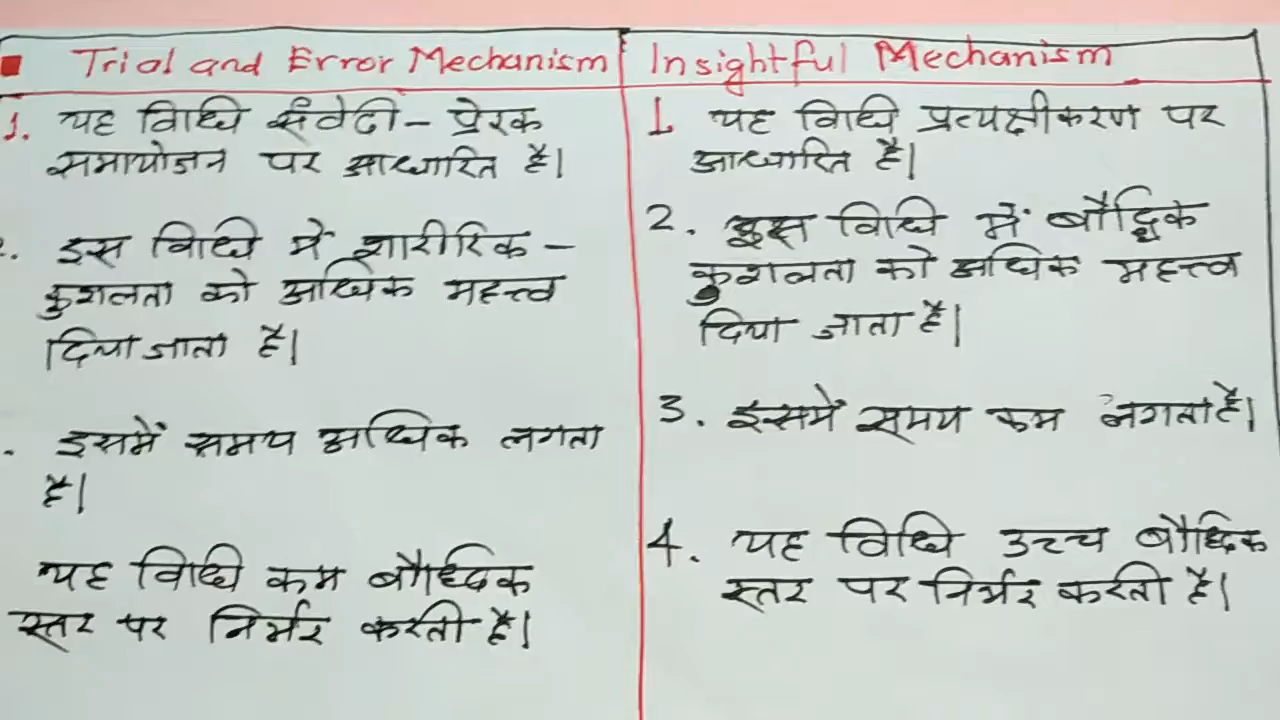 Trial and Error Mechanism
1. यह विधि संवेदी - प्रेरक
समायोजन पर आधारित है।
2. इस विधि में शारीरिक -
कुशलता को अधिक महत्त्व
दिया जाता है।
. इसमें समय अधिक लगता
है।
यह विधि कम बौध्दिक
स्तर पर निर्भर करती है।
Insightful Mechanism
1. यह विधि प्रत्यक्षीकरण पर
आधारित है।
2. इस विधि में बौद्धिक
कुशलता को अधिक महत्त्व
दिया जाता है।
3. इसमें समय कम लगता है।
4. यह विधि उच्च बौध्दिक
स्तर पर निर्भर करती है।